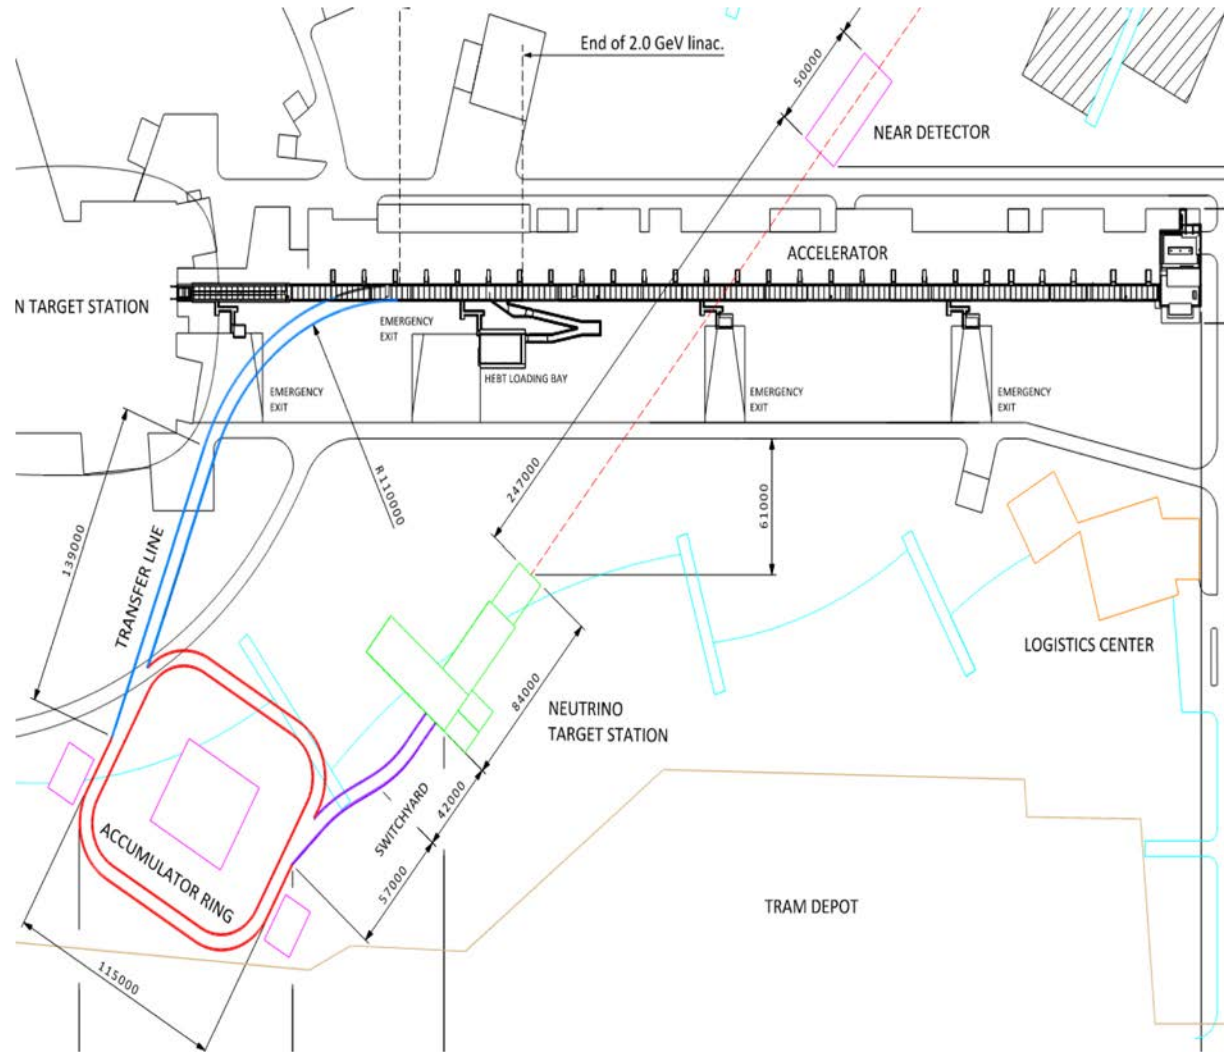 End of 2.0 GeV linac.
50000
NEAR DETECTOR
ACCELERATOR
N TARGET STATION
EMERGENCY
EXIT
HEBT LOADING BAY
EMERGENCY
EXIT
EMERGENCY
EXIT
EMERGENCY
EXIT
247000
R110000
61000
139000
TRANSFER LINE
LOGISTICS CENTER
84000
NEUTRINO
TARGET STATION
SWITCHYARD
42000
57000
ACCUMULATOR RING
TRAM DEPOT
115000